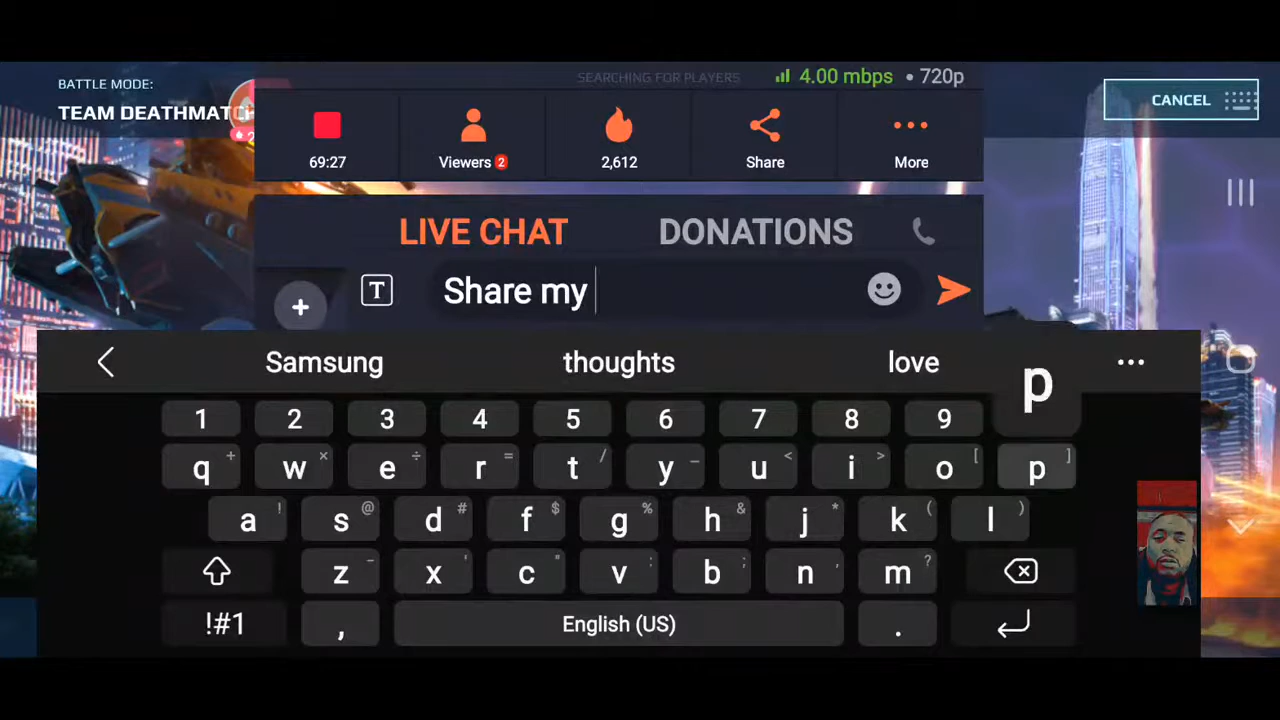 BATTLE MODE:
TEAM DEATHMATCH
SEARCHING FOR PLAYERS
4.00 mbps • 720p
CANCEL
69:27
Viewers 2
2,612
Share
More
LIVE CHAT
DONATIONS
T
Share my
+
Samsung
thoughts
love
p
1 2 3 4 5 6 7 8 9
q + w × e ÷ r = t / y _ u < i > o [ p ]
a ! s @ d # f $ g % h & j * k ( l )
z - x ' c " v : b ; n , m ?
!#1 , English (US) .